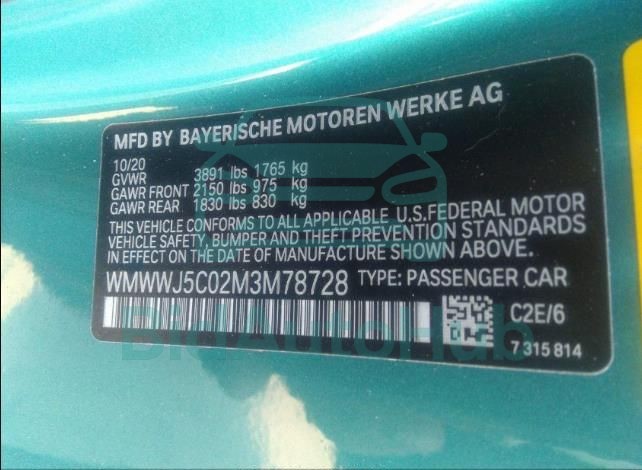 MFD BY BAYERISCHE MOTOREN WERKE AG
10/20
GVWR 3891 lbs 1765 kg
GAWR FRONT 2150 lbs 975 kg
GAWR REAR 1830 lbs 830 kg
THIS VEHICLE CONFORMS TO ALL APPLICABLE U.S.FEDERAL MOTOR
VEHICLE SAFETY, BUMPER AND THEFT PREVENTION STANDARDS
IN EFFECT ON THE DATE OF MANUFACTURE SHOWN ABOVE.
WMWWJ5C02M3M78728 TYPE: PASSENGER CAR
C2E/6
7 315 814
BidAutoHub